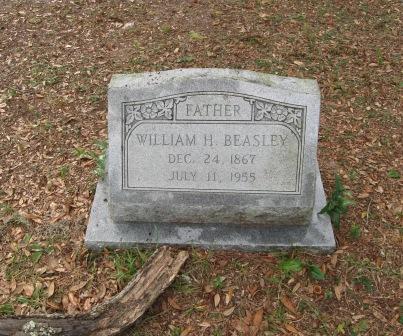 FATHER
WILLIAM H. BEASLEY
DEC. 24, 1867
JULY 11, 1955